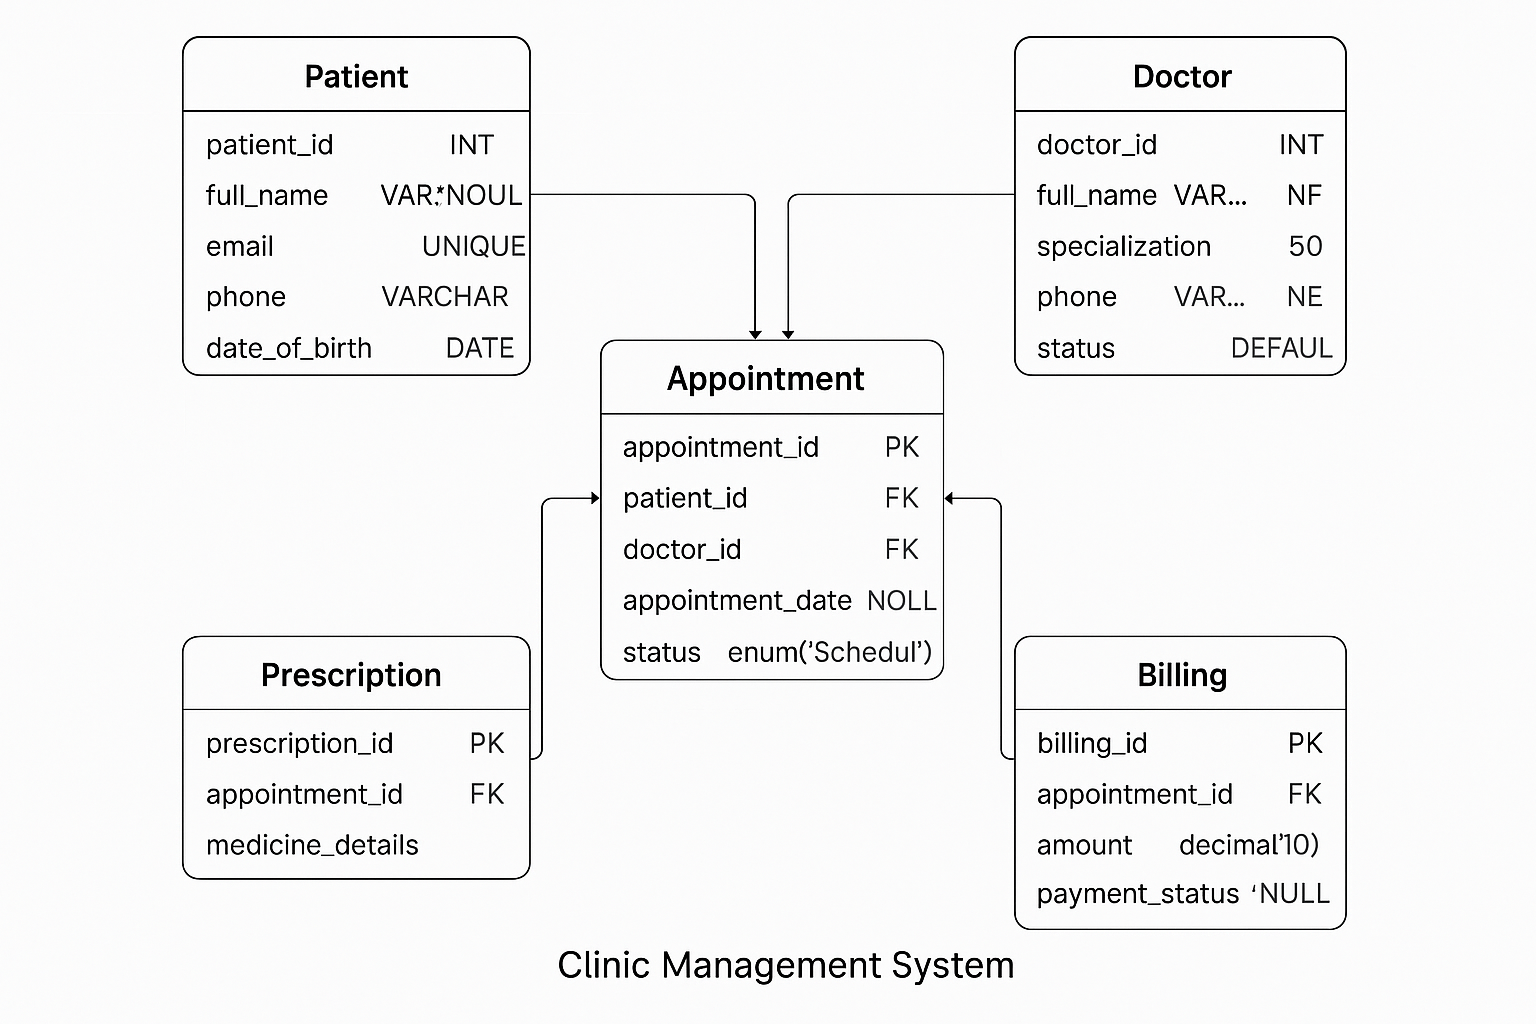 Patient
patient_id INT
full_name VAR.*NOUL
email UNIQUE
phone VARCHAR
date_of_birth DATE
Doctor
doctor_id INT
full_name VAR... NF
specialization 50
phone VAR... NE
status DEFAUL
Appointment
appointment_id PK
patient_id FK
doctor_id FK
appointment_date NOLL
status enum('Schedul')
Prescription
prescription_id PK
appointment_id FK
medicine_details
Billing
billing_id PK
appointment_id FK
amount decimal'10)
payment_status 'NULL
Clinic Management System